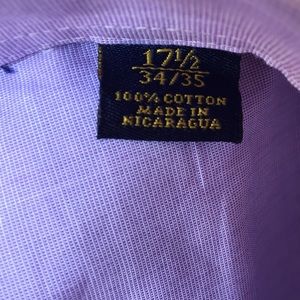 17½
34/35
100% COTTON
MADE IN
NICARAGUA